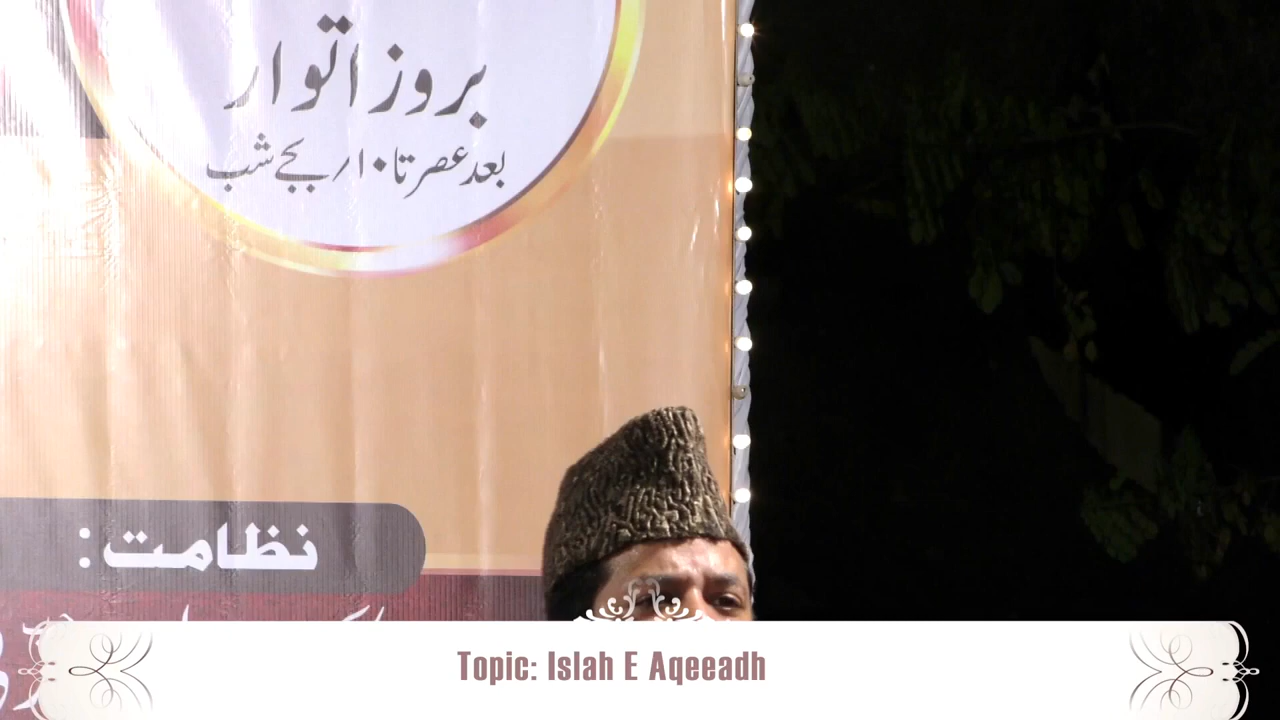 بروز اتوار
بعد عصر تا ۱۰/ بجے شب
نظامت:
Topic: Islah E Aqeeadh